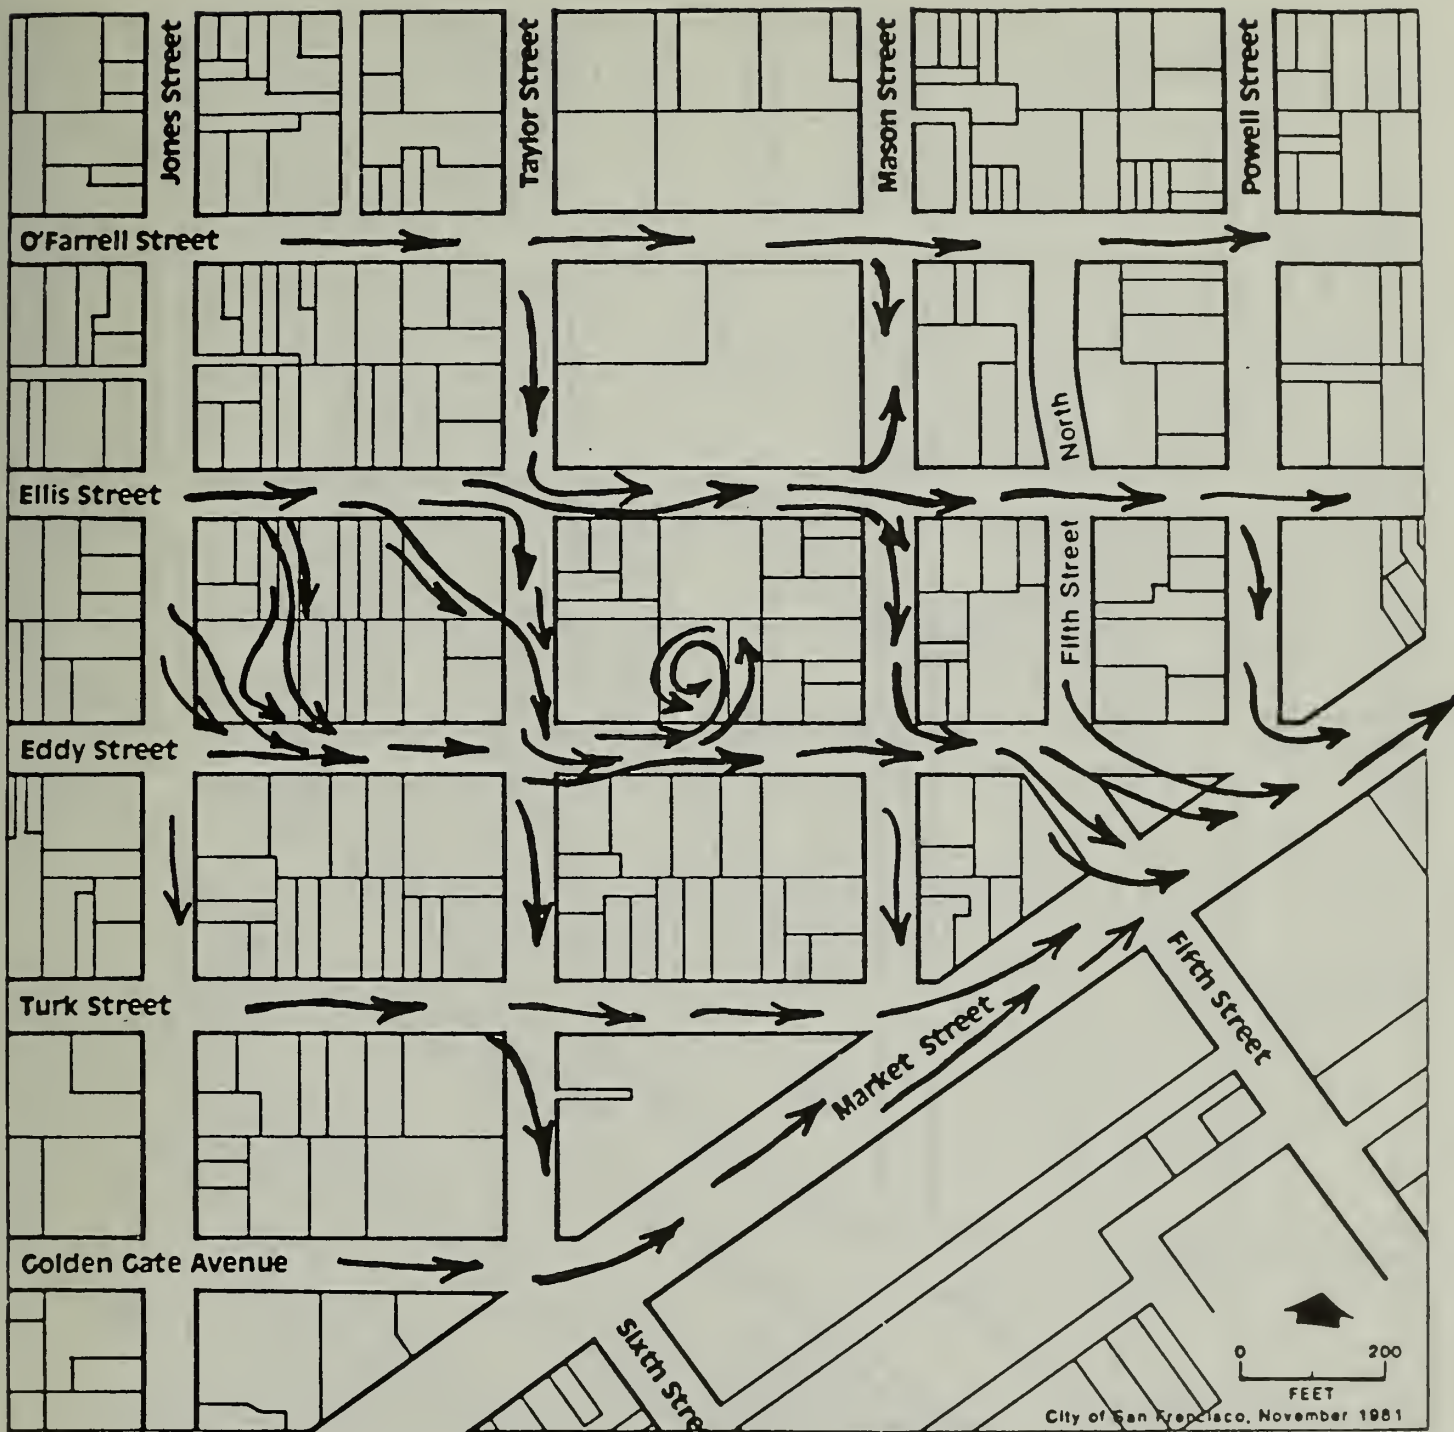 Jones Street
Taylor Street
Mason Street
Powell Street
O'Farrell Street
North
Ellis Street
Fifth Street
Eddy Street
Turk Street
Fifth Street
Market Street
Golden Gate Avenue
Sixth Stre
0 200
FEET
City of San Francisco, November 1981